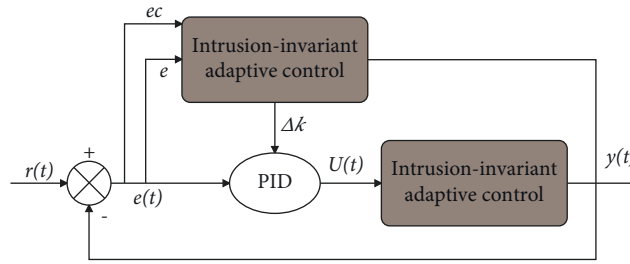 ec
Intrusion-invariant
adaptive control
e
Δk
+
r(t)
e(t)
-
PID
U(t)
Intrusion-invariant
adaptive control
y(t)